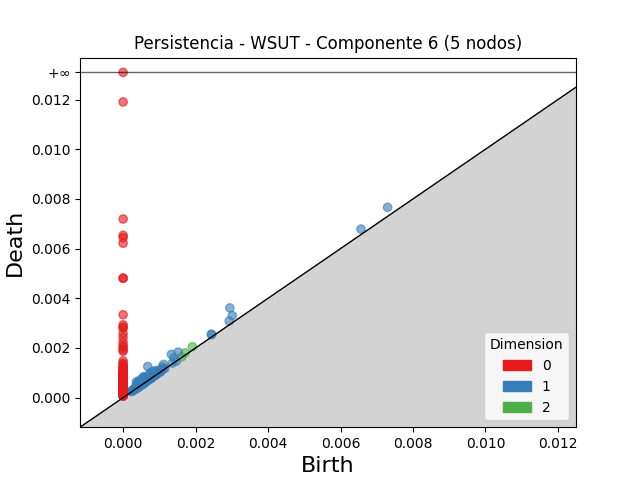 Persistencia - WSUT - Componente 6 (5 nodos)
+∞
0.012
0.010
0.008
0.006
0.004
0.002
0.000
Death
Dimension
0
1
2
0.000 0.002 0.004 0.006 0.008 0.010 0.012
Birth